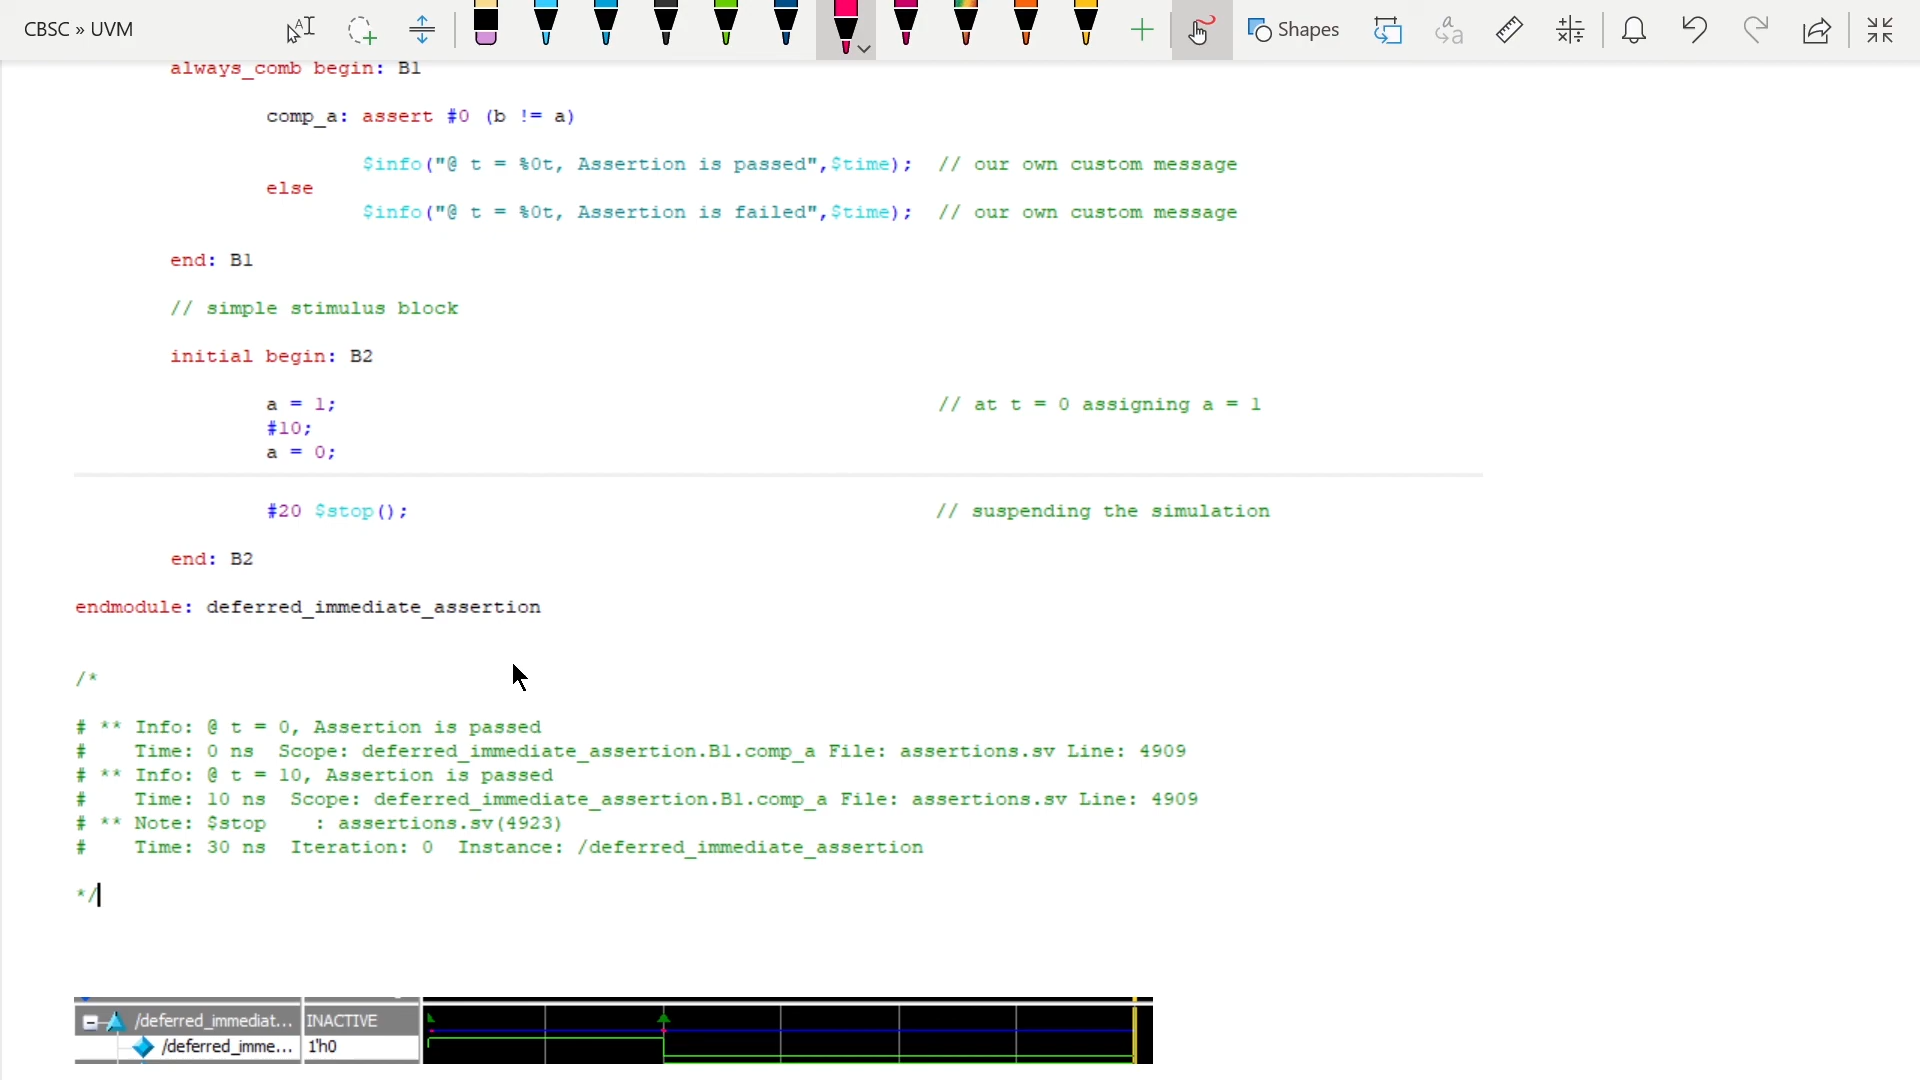 CBSC » UVM
Shapes
always_comb begin: B1
comp_a: assert #0 (b != a)
$info("@ t = %0t, Assertion is passed",$time); // our own custom message
else
$info("@ t = %0t, Assertion is failed",$time); // our own custom message
end: B1
// simple stimulus block
initial begin: B2
a = 1; // at t = 0 assigning a = 1
#10;
a = 0;
#20 $stop(); // suspending the simulation
end: B2
endmodule: deferred_immediate_assertion
/*
# ** Info: @ t = 0, Assertion is passed
#    Time: 0 ns  Scope: deferred_immediate_assertion.B1.comp_a File: assertions.sv Line: 4909
# ** Info: @ t = 10, Assertion is passed
#    Time: 10 ns  Scope: deferred_immediate_assertion.B1.comp_a File: assertions.sv Line: 4909
# ** Note: $stop    : assertions.sv(4923)
#    Time: 30 ns  Iteration: 0  Instance: /deferred_immediate_assertion
*/
/deferred_immediat... INACTIVE
/deferred_imme... 1'h0